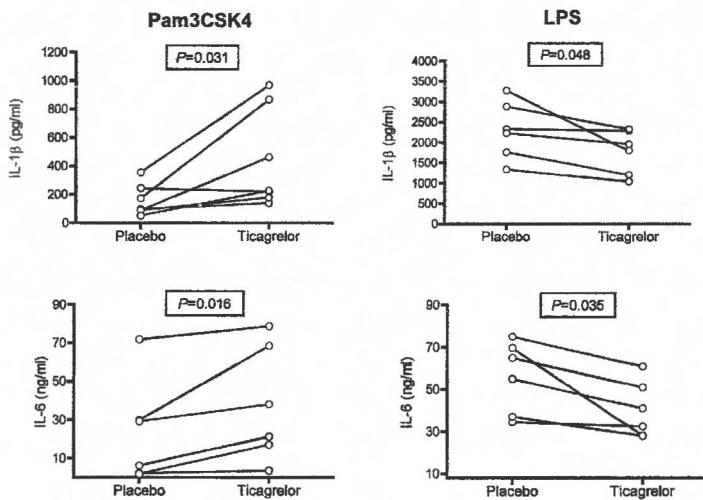 Pam3CSK4
LPS
P=0.031
IL-1β (pg/ml)
1200
1000
800
600
400
200
0
Placebo
Ticagrelor
P=0.048
IL-1β (pg/ml)
4000
3500
3000
2500
2000
1500
1000
500
0
Placebo
Ticagrelor
P=0.016
IL-6 (ng/ml)
90
70
50
30
10
Placebo
Ticagrelor
P=0.035
IL-6 (ng/ml)
90
70
50
30
10
Placebo
Ticagrelor